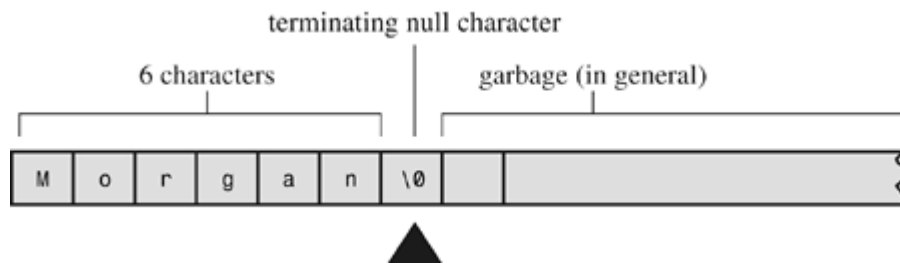 terminating null character
6 characters
garbage (in general)
M o r g a n \0